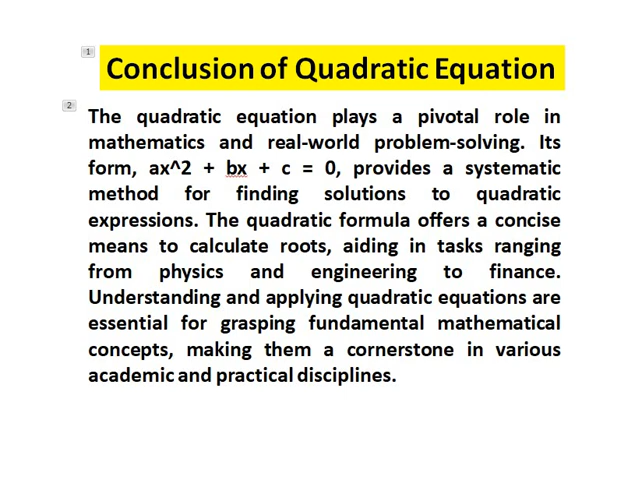 1
Conclusion of Quadratic Equation
2
The quadratic equation plays a pivotal role in
mathematics and real-world problem-solving. Its
form, ax^2 + bx + c = 0, provides a systematic
method for finding solutions to quadratic
expressions. The quadratic formula offers a concise
means to calculate roots, aiding in tasks ranging
from physics and engineering to finance.
Understanding and applying quadratic equations are
essential for grasping fundamental mathematical
concepts, making them a cornerstone in various
academic and practical disciplines.